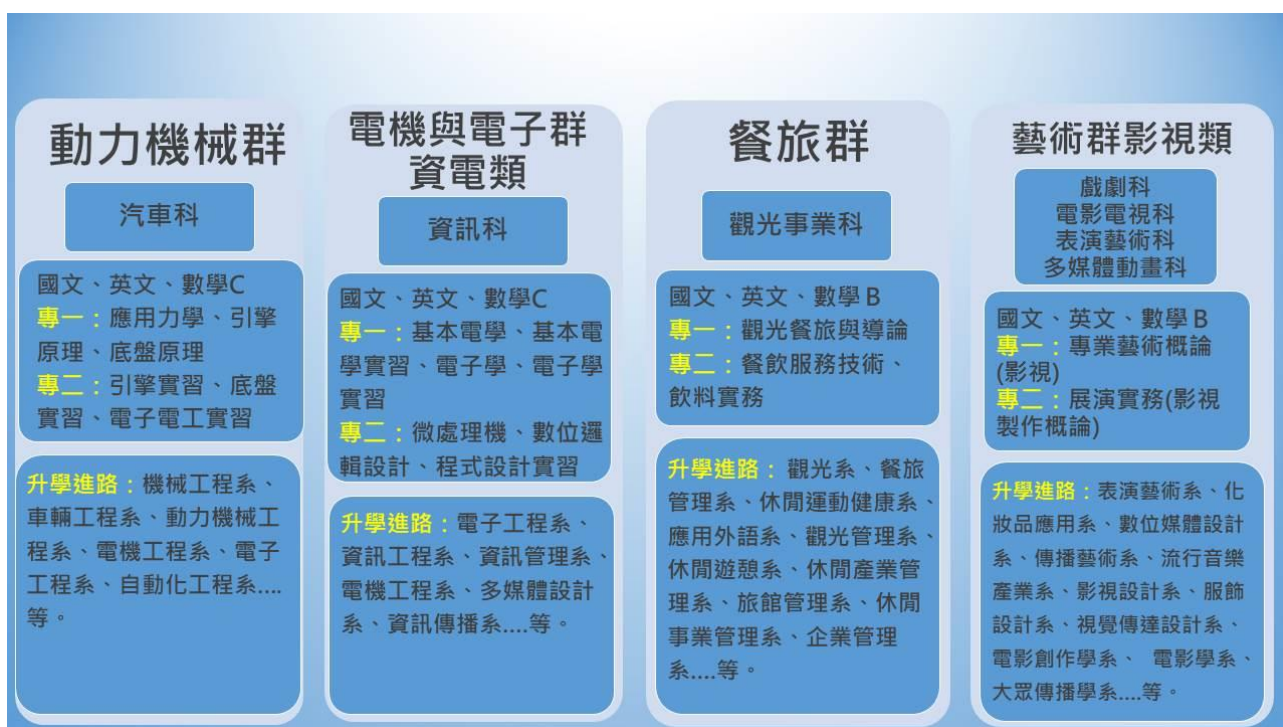 動力機械群
汽車科
國文、英文、數學C
專一：應用力學、引擎
原理、底盤原理
專二：引擎實習、底盤
實習、電子電工實習
升學進路：機械工程系、
車輛工程系、動力機械工
程系、電機工程系、電子
工程系、自動化工程系....
等。
電機與電子群
資電類
資訊科
國文、英文、數學C
專一：基本電學、基本電
學實習、電子學、電子學
實習
專二：微處理機、數位邏
輯設計、程式設計實習
升學進路：電子工程系、
資訊工程系、資訊管理系、
電機工程系、多媒體設計
系、資訊傳播系....等。
餐旅群
觀光事業科
國文、英文、數學 B
專一：觀光餐旅與導論
專二：餐飲服務技術、
飲料實務
升學進路： 觀光系、餐旅
管理系、休閒運動健康系、
應用外語系、觀光管理系、
休閒遊憩系、休閒產業管
理系、旅館管理系、休閒
事業管理系、企業管理
系....等。
藝術群影視類
戲劇科
電影電視科
表演藝術科
多媒體動畫科
國文、英文、數學 B
專一：專業藝術概論
(影視)
專二：展演實務(影視
製作概論)
升學進路：表演藝術系、化
妝品應用系、數位媒體設計
系、傳播藝術系、流行音樂
產業系、影視設計系、服飾
設計系、視覺傳達設計系、
電影創作學系、 電影學系、
大眾傳播學系....等。